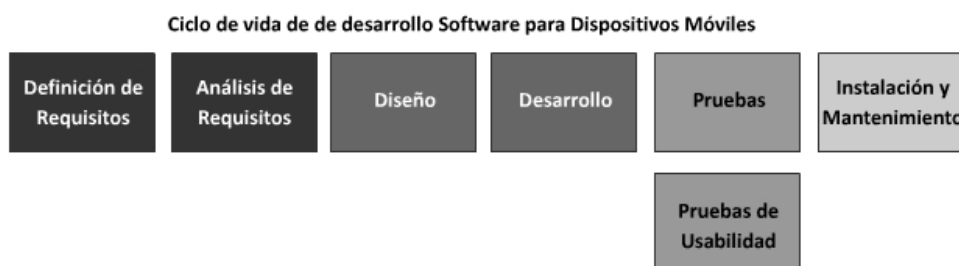 Ciclo de vida de de desarrollo Software para Dispositivos Móviles
Definición de
Requisitos
Análisis de
Requisitos
Diseño
Desarrollo
Pruebas
Instalación y
Mantenimiento
Pruebas de
Usabilidad